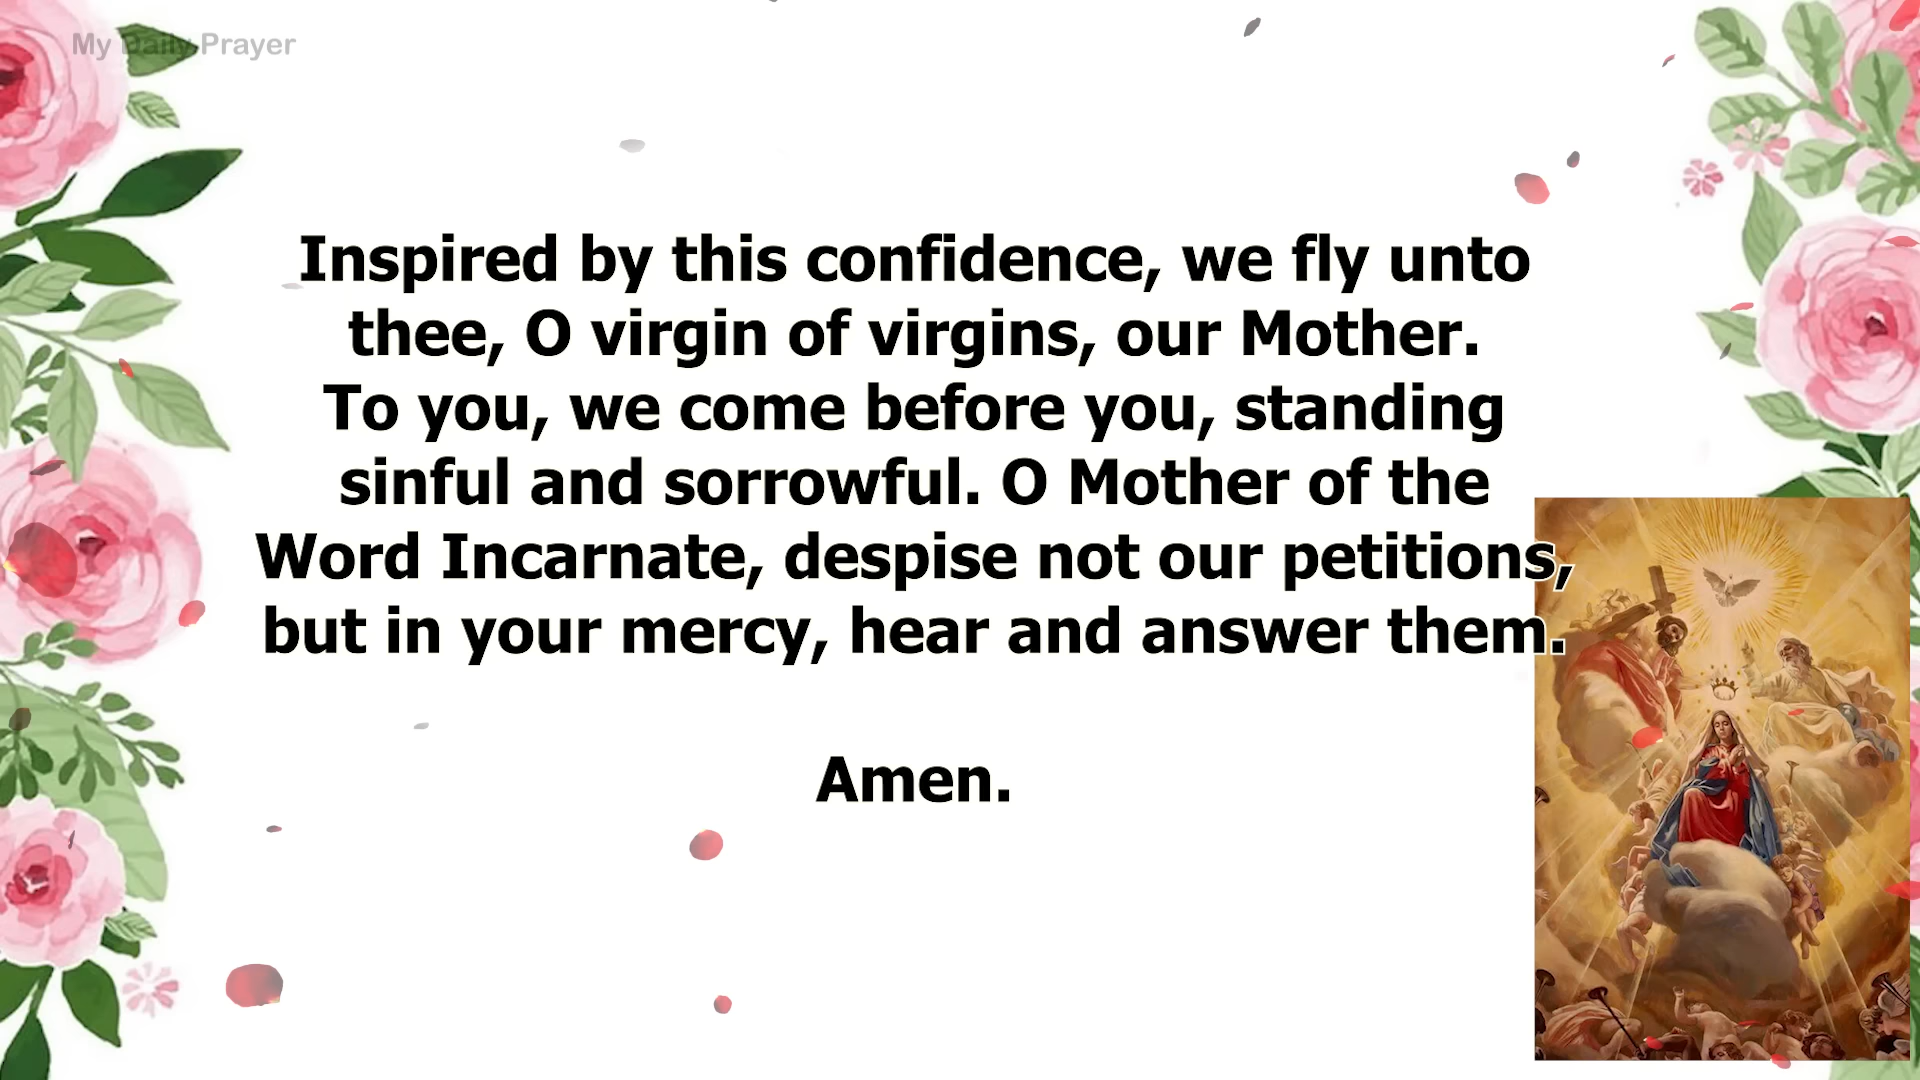 My Daily Prayer
Inspired by this confidence, we fly unto
thee, O virgin of virgins, our Mother.
To you, we come before you, standing
sinful and sorrowful. O Mother of the
Word Incarnate, despise not our petitions,
but in your mercy, hear and answer them.
Amen.